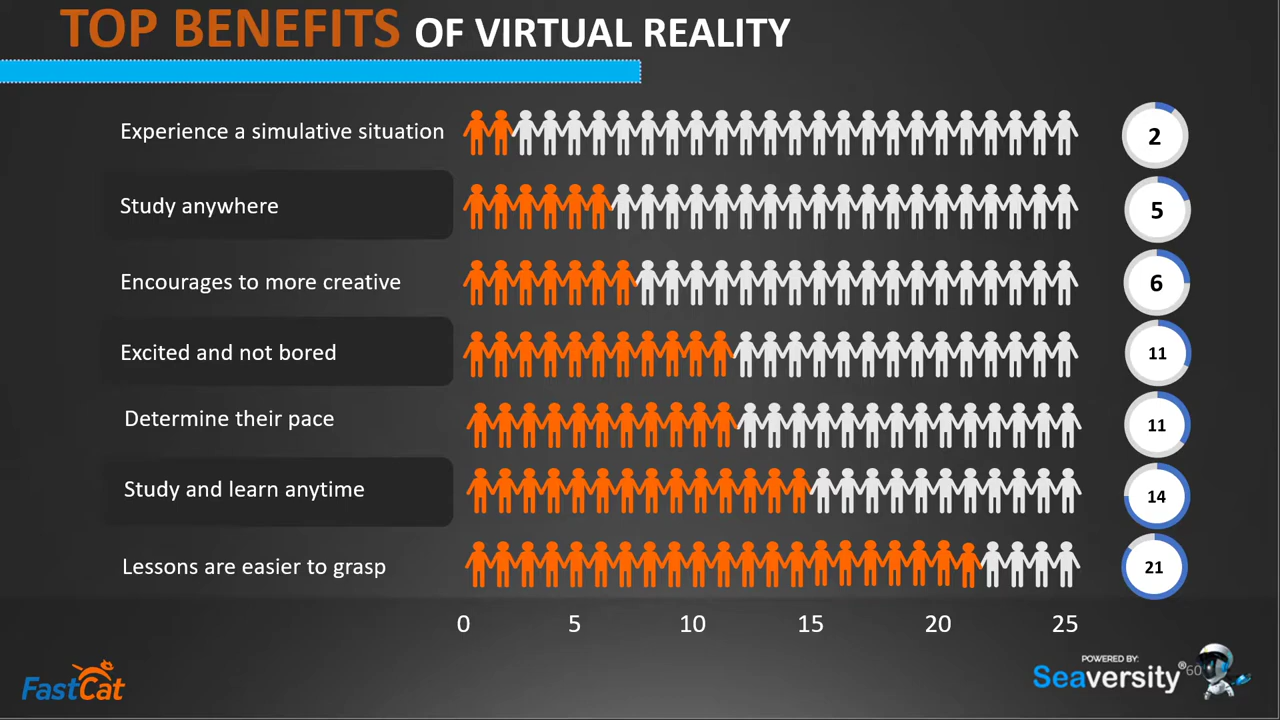 TOP BENEFITS OF VIRTUAL REALITY
Experience a simulative situation 2
Study anywhere 5
Encourages to more creative 6
Excited and not bored 11
Determine their pace 11
Study and learn anytime 14
Lessons are easier to grasp 21
0 5 10 15 20 25
FastCat
POWERED BY:
Seaversity® 60